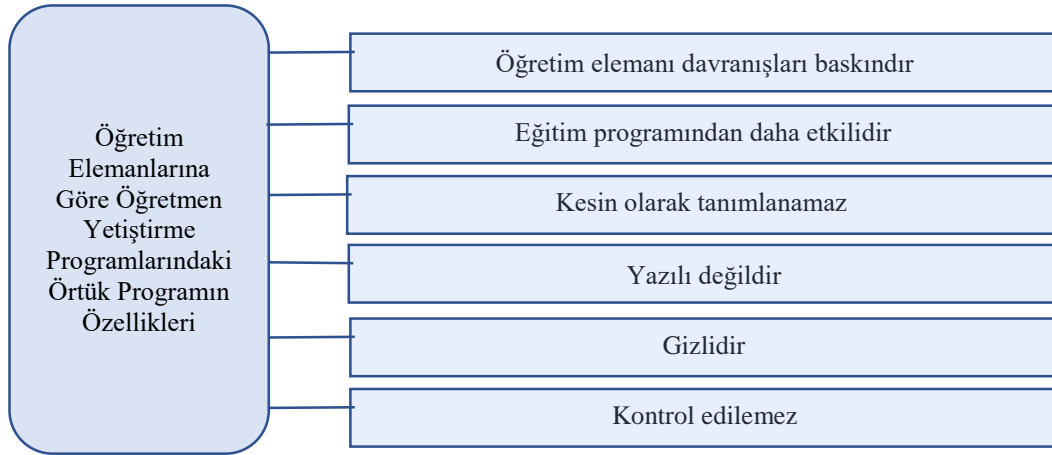 Öğretim
Elemanlarına
Göre Öğretmen
Yetiştirme
Programlarındaki
Örtük Programın
Özellikleri
Öğretim elemanı davranışları baskındır
Eğitim programından daha etkilidir
Kesin olarak tanımlanamaz
Yazılı değildir
Gizlidir
Kontrol edilemez